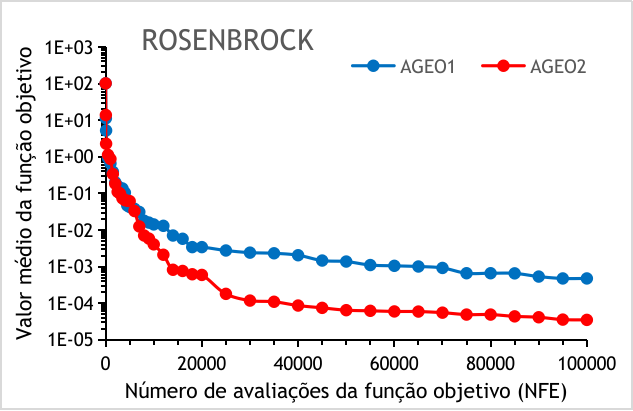 ROSENBROCK
AGEO1
AGEO2
Valor médio da função objetivo
1E+03
1E+02
1E+01
1E+00
1E-01
1E-02
1E-03
1E-04
1E-05
0 20000 40000 60000 80000 100000
Número de avaliações da função objetivo (NFE)